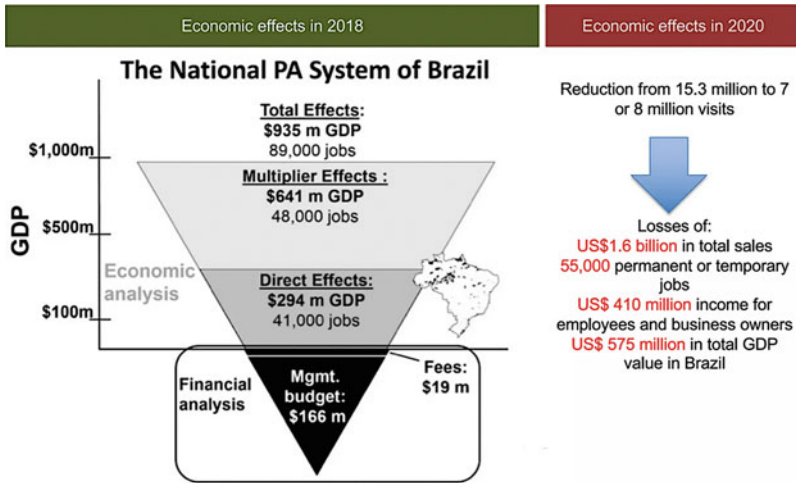 Economic effects in 2018
Economic effects in 2020
The National PA System of Brazil
Total Effects:
$935 m GDP
89,000 jobs
$1,000m
Multiplier Effects :
$641 m GDP
48,000 jobs
$500m
GDP
Economic
analysis
Direct Effects:
$294 m GDP
41,000 jobs
$100m
Financial
analysis
Mgmt.
budget:
$166 m
Fees:
$19 m
Reduction from 15.3 million to 7
or 8 million visits
Losses of:
US$1.6 billion in total sales
55,000 permanent or temporary
jobs
US$ 410 million income for
employees and business owners
US$ 575 million in total GDP
value in Brazil